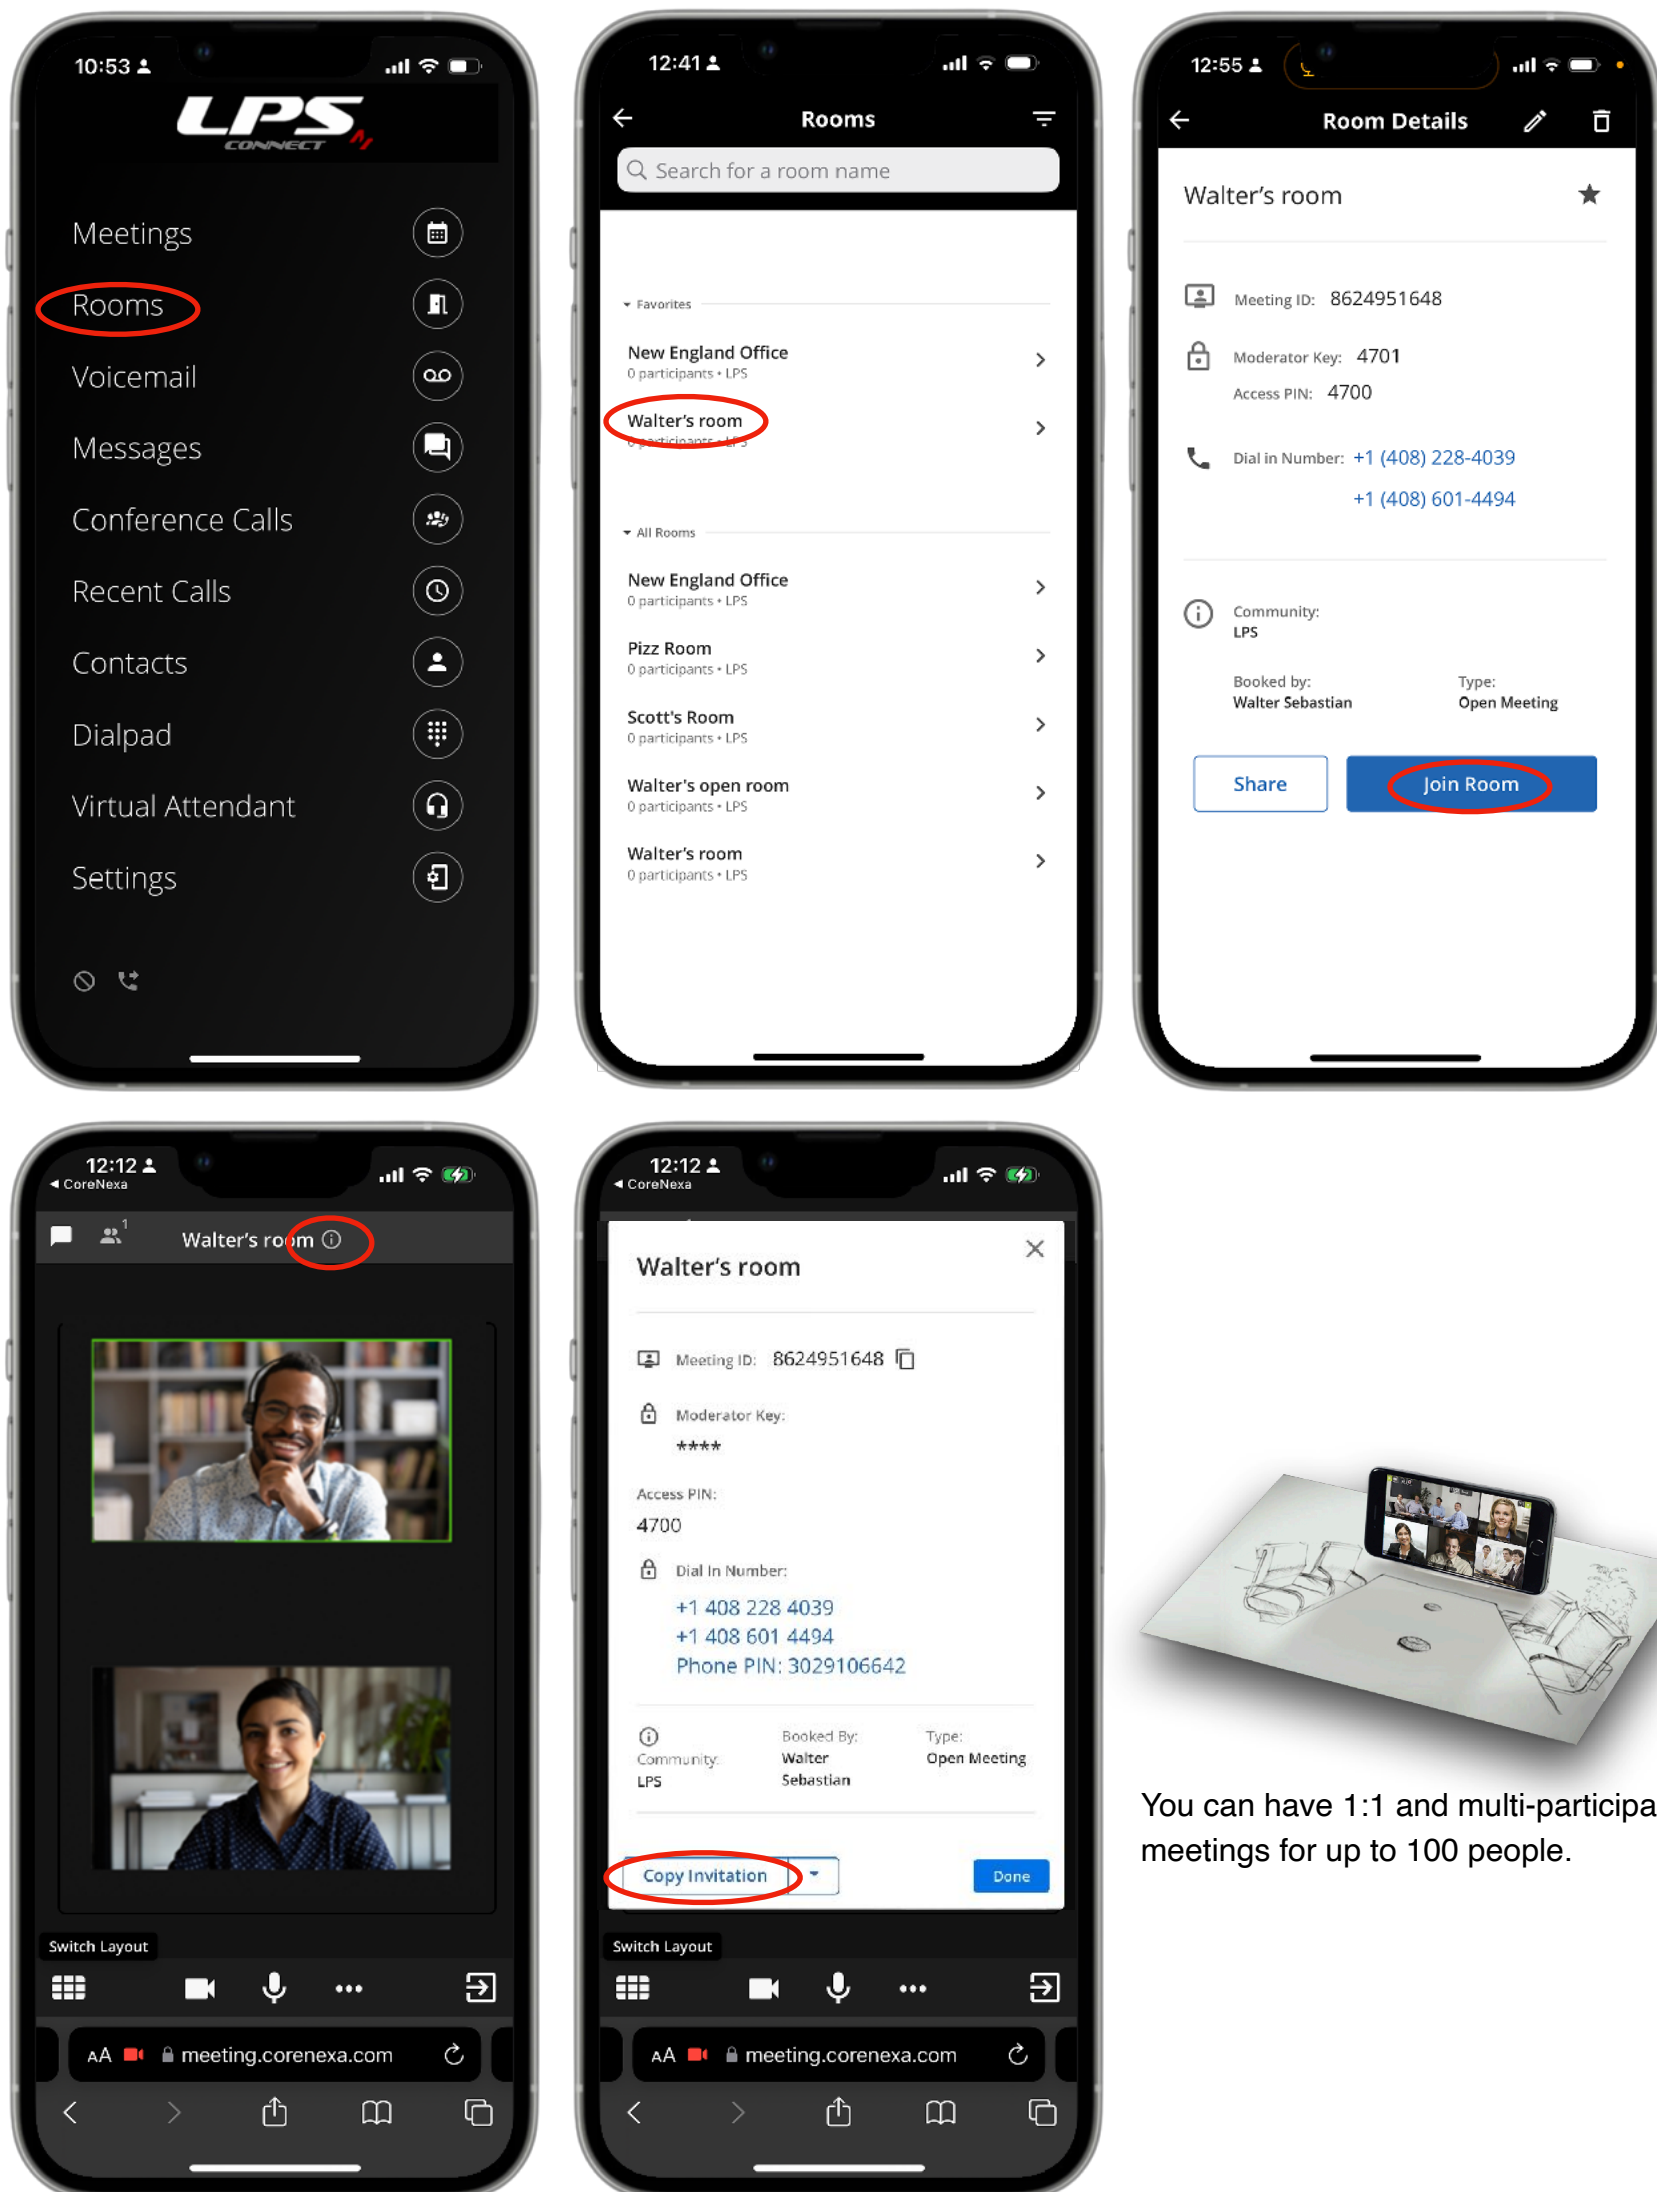 10:53
LPS
CONNECT
Meetings
Rooms
Voicemail
Messages
Conference Calls
Recent Calls
Contacts
Dialpad
Virtual Attendant
Settings
12:41
Rooms
Search for a room name
Favorites
New England Office
0 participants • LPS
Walter's room
0 participants • LPS
All Rooms
New England Office
0 participants • LPS
Pizz Room
0 participants • LPS
Scott's Room
0 participants • LPS
Walter's open room
0 participants • LPS
Walter's room
0 participants • LPS
12:55
Room Details
Walter's room
Meeting ID: 8624951648
Moderator Key: 4701
Access PIN: 4700
Dial in Number: +1 (408) 228-4039
+1 (408) 601-4494
Community:
LPS
Booked by: Type:
Walter Sebastian Open Meeting
Share Join Room
12:12
CoreNexa
1
Walter's room
Switch Layout
AA meeting.corenexa.com
12:12
CoreNexa
Walter's room
Meeting ID: 8624951648
Moderator Key:
****
Access PIN:
4700
Dial In Number:
+1 408 228 4039
+1 408 601 4494
Phone PIN: 3029106642
Community: LPS
Booked By: Walter Sebastian
Type: Open Meeting
Copy Invitation Done
Switch Layout
AA meeting.corenexa.com
You can have 1:1 and multi-participa
meetings for up to 100 people.